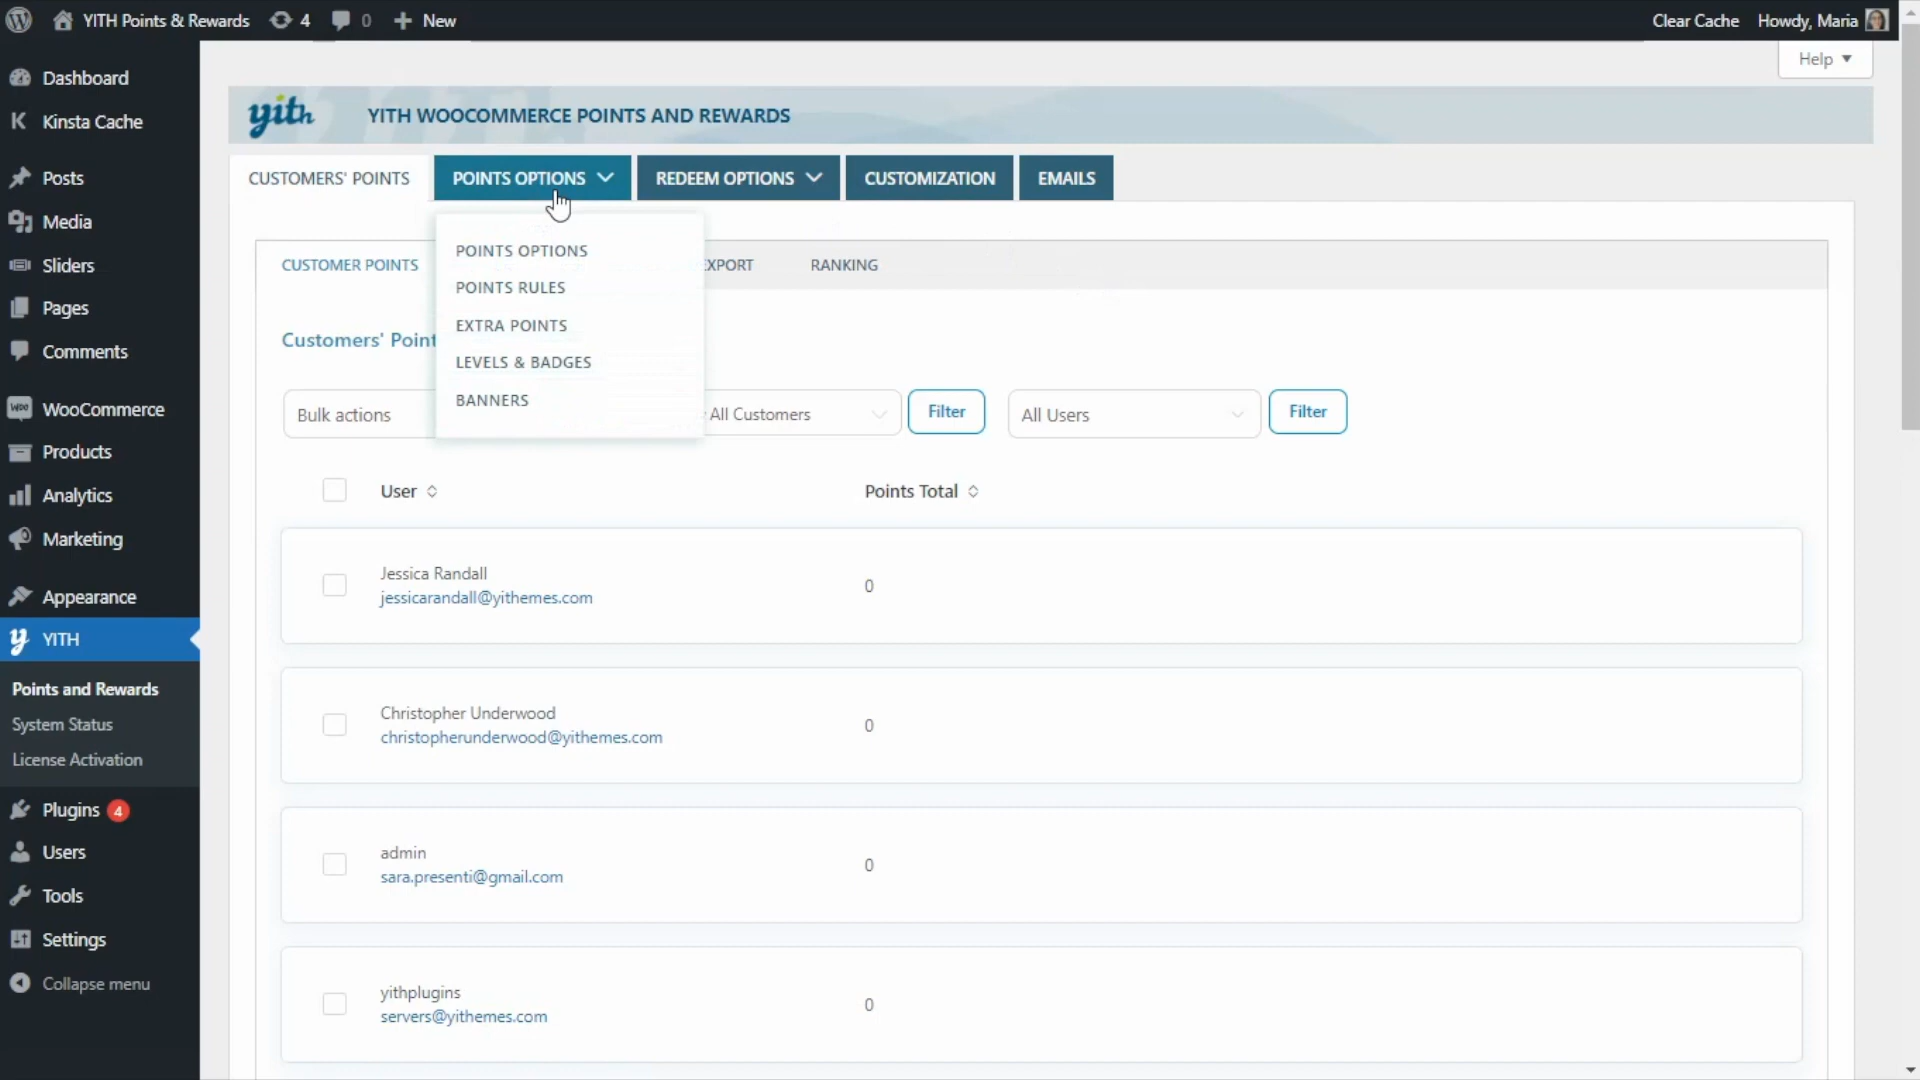 YITH Points & Rewards 4 0 New Clear Cache Howdy, Maria
Help
yith YITH WOOCOMMERCE POINTS AND REWARDS
CUSTOMERS' POINTS POINTS OPTIONS REDEEM OPTIONS CUSTOMIZATION EMAILS
Dashboard
Kinsta Cache
Posts
Media
Sliders
Pages
Comments
WooCommerce
Products
Analytics
Marketing
Appearance
YITH
Points and Rewards
System Status
License Activation
Plugins 4
Users
Tools
Settings
Collapse menu
POINTS OPTIONS
POINTS RULES
EXTRA POINTS
LEVELS & BADGES
BANNERS
CUSTOMER POINTS EXPORT RANKING
Customers' Point
Bulk actions All Customers Filter All Users Filter
User Points Total
Jessica Randall
jessicarandall@yithemes.com
0
Christopher Underwood
christopherunderwood@yithemes.com
0
admin
sara.presenti@gmail.com
0
yithplugins
servers@yithemes.com
0